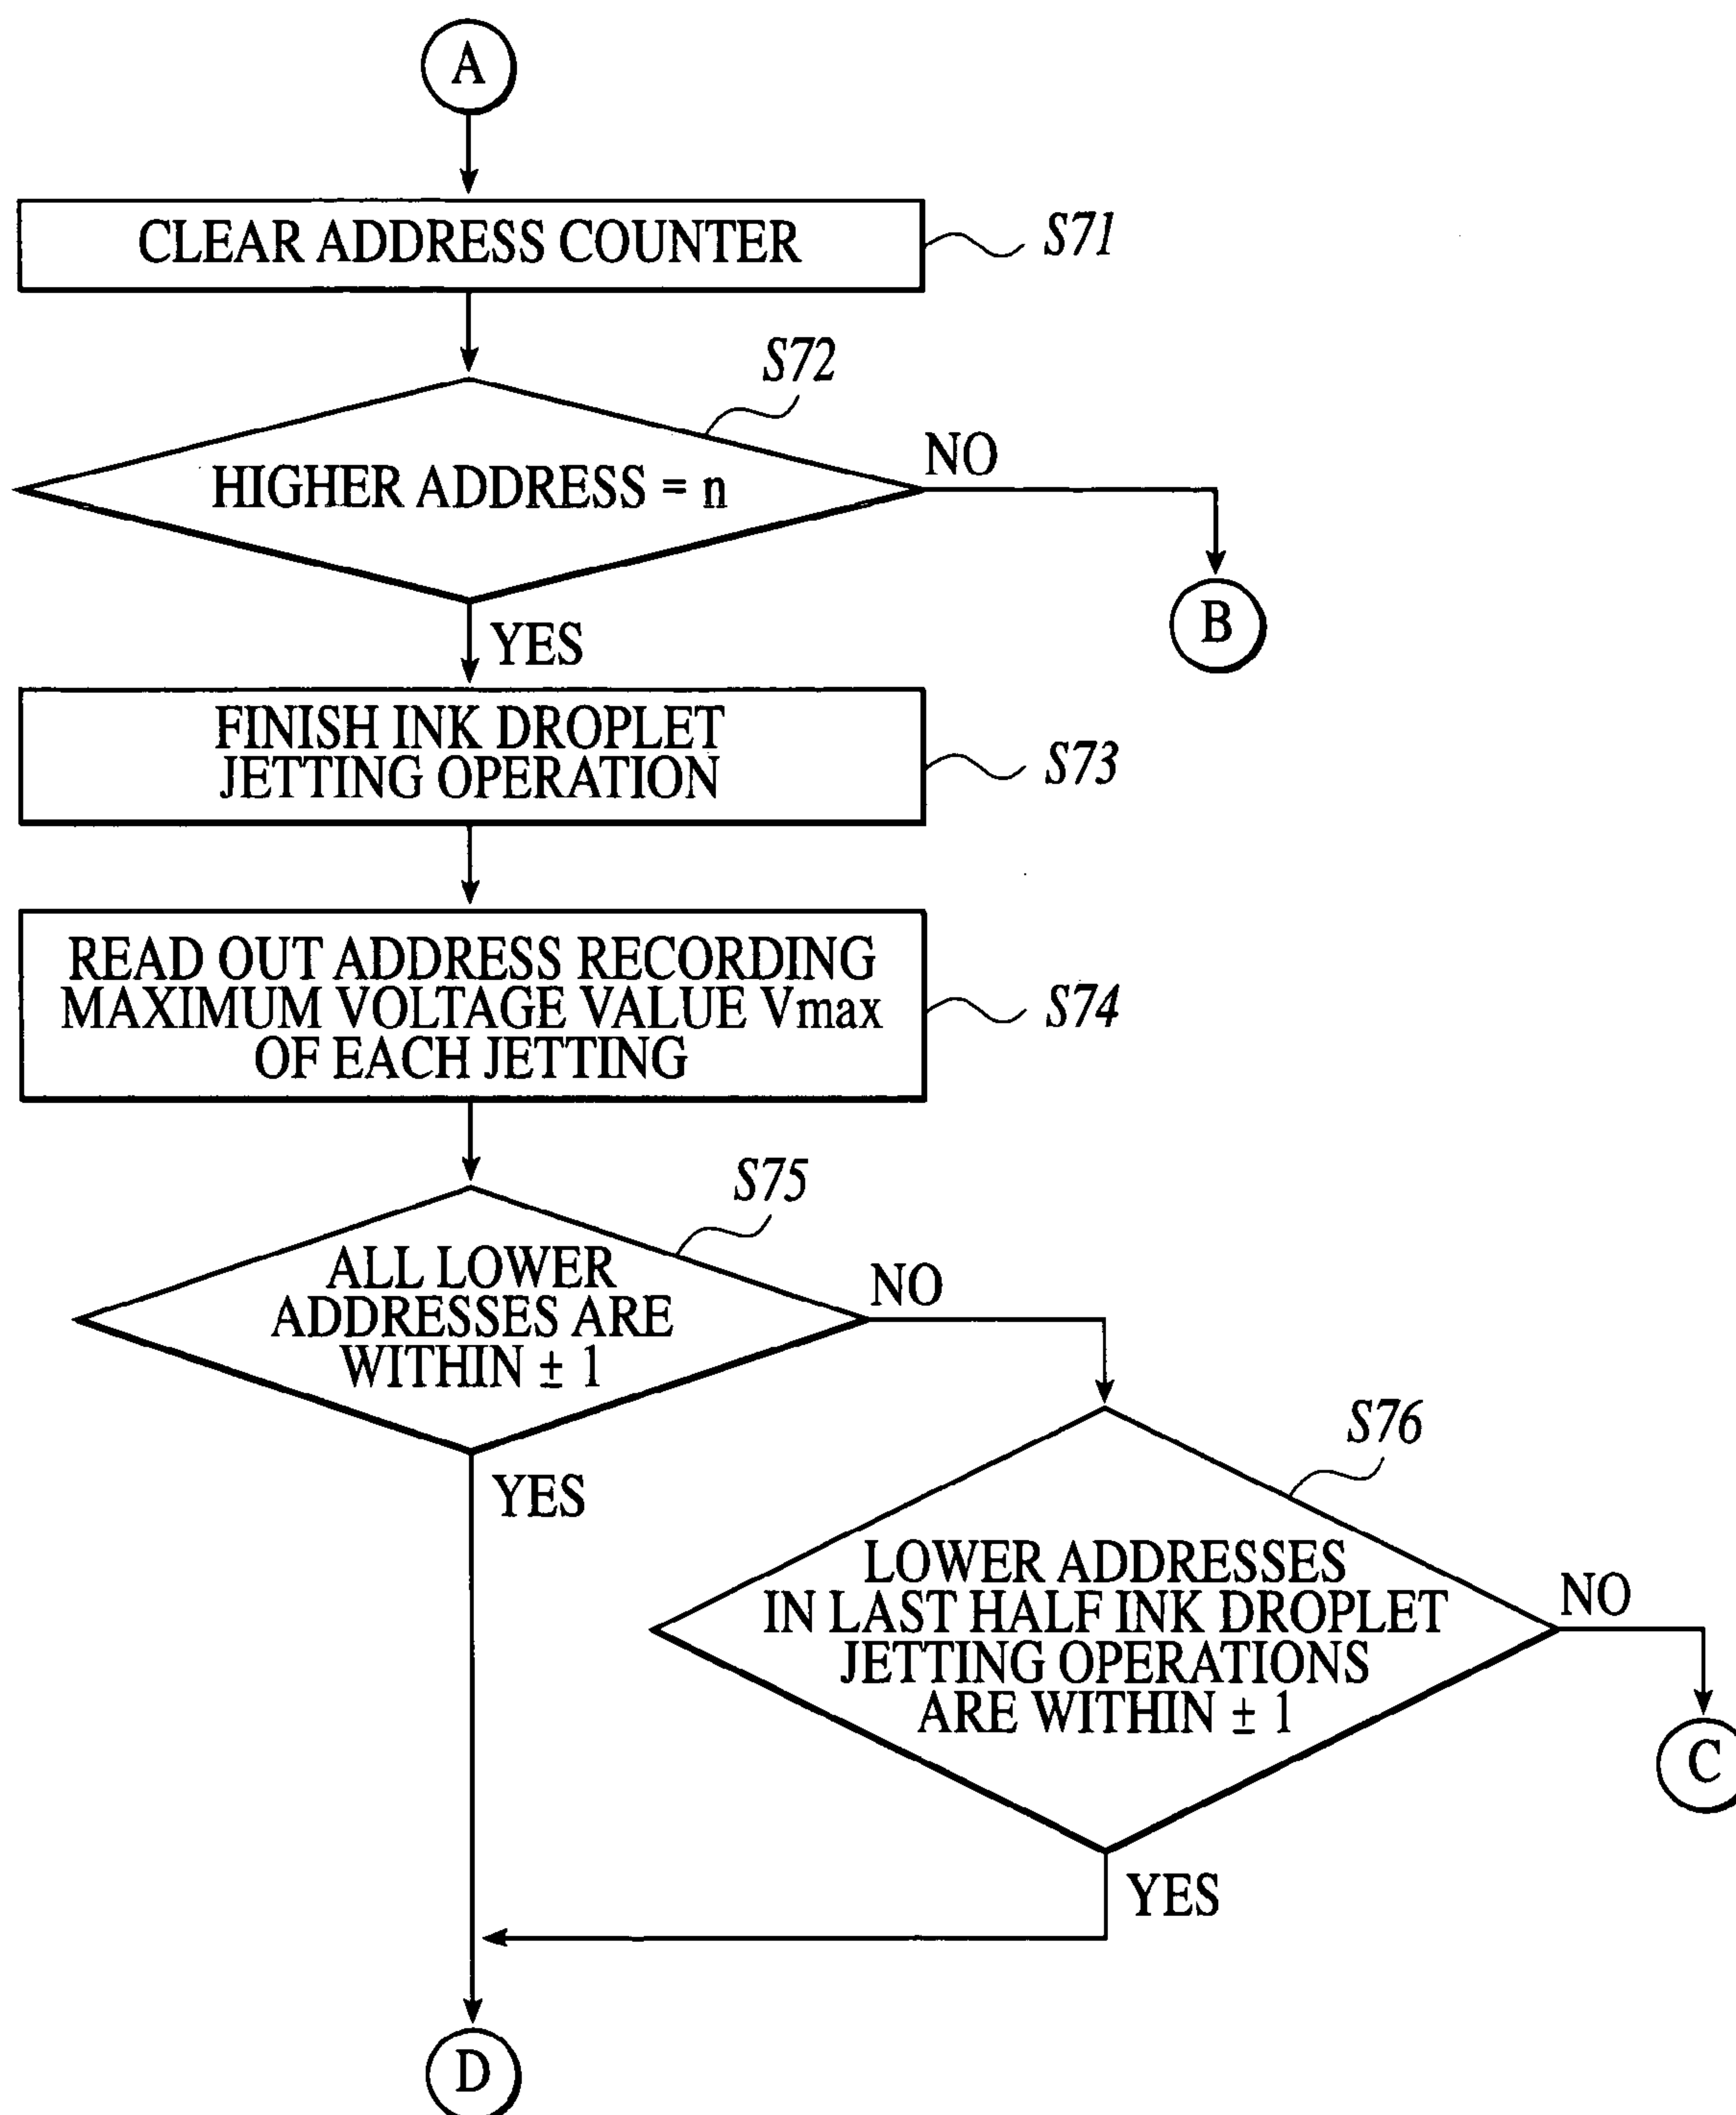 A
CLEAR ADDRESS COUNTER
S71
S72
HIGHER ADDRESS = n
NO
B
YES
FINISH INK DROPLET
JETTING OPERATION
S73
READ OUT ADDRESS RECORDING
MAXIMUM VOLTAGE VALUE Vmax
OF EACH JETTING
S74
S75
ALL LOWER
ADDRESSES ARE
WITHIN ± 1
NO
YES
S76
LOWER ADDRESSES
IN LAST HALF INK DROPLET
JETTING OPERATIONS
ARE WITHIN ± 1
NO
C
YES
D